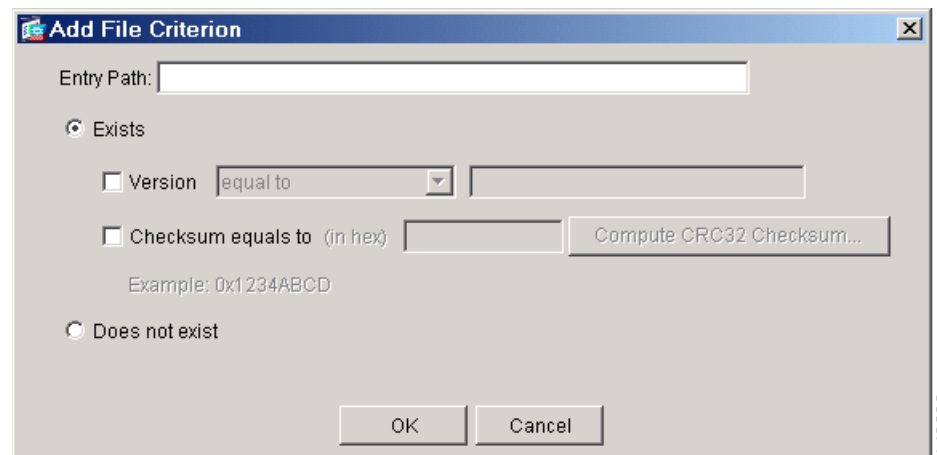 Add File Criterion
Entry Path:
Exists
Version equal to
Checksum equals to (in hex) Compute CRC32 Checksum...
Example: 0x1234ABCD
Does not exist
OK Cancel